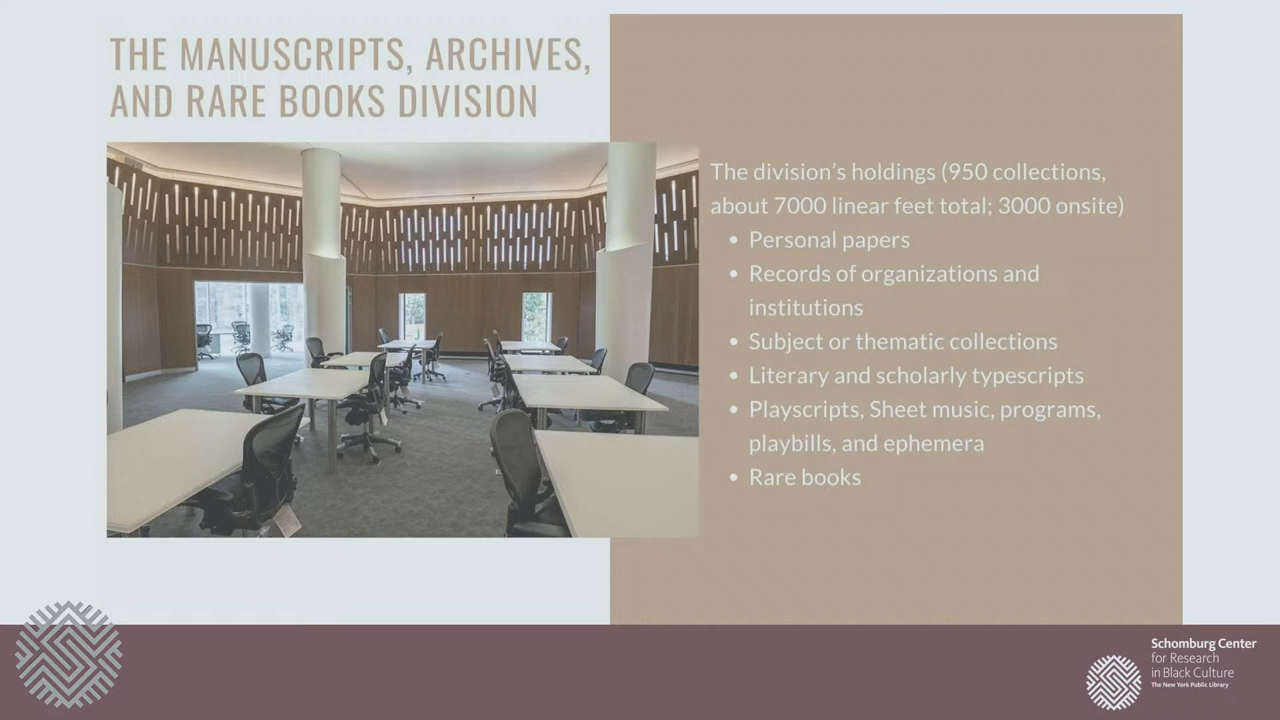 THE MANUSCRIPTS, ARCHIVES,
AND RARE BOOKS DIVISION
The division's holdings (950 collections,
about 7000 linear feet total; 3000 onsite)
• Personal papers
• Records of organizations and
institutions
• Subject or thematic collections
• Literary and scholarly typescripts
• Playscripts, Sheet music, programs,
playbills, and ephemera
• Rare books
Schomburg Center
for Research
in Black Culture
The New York Public Library